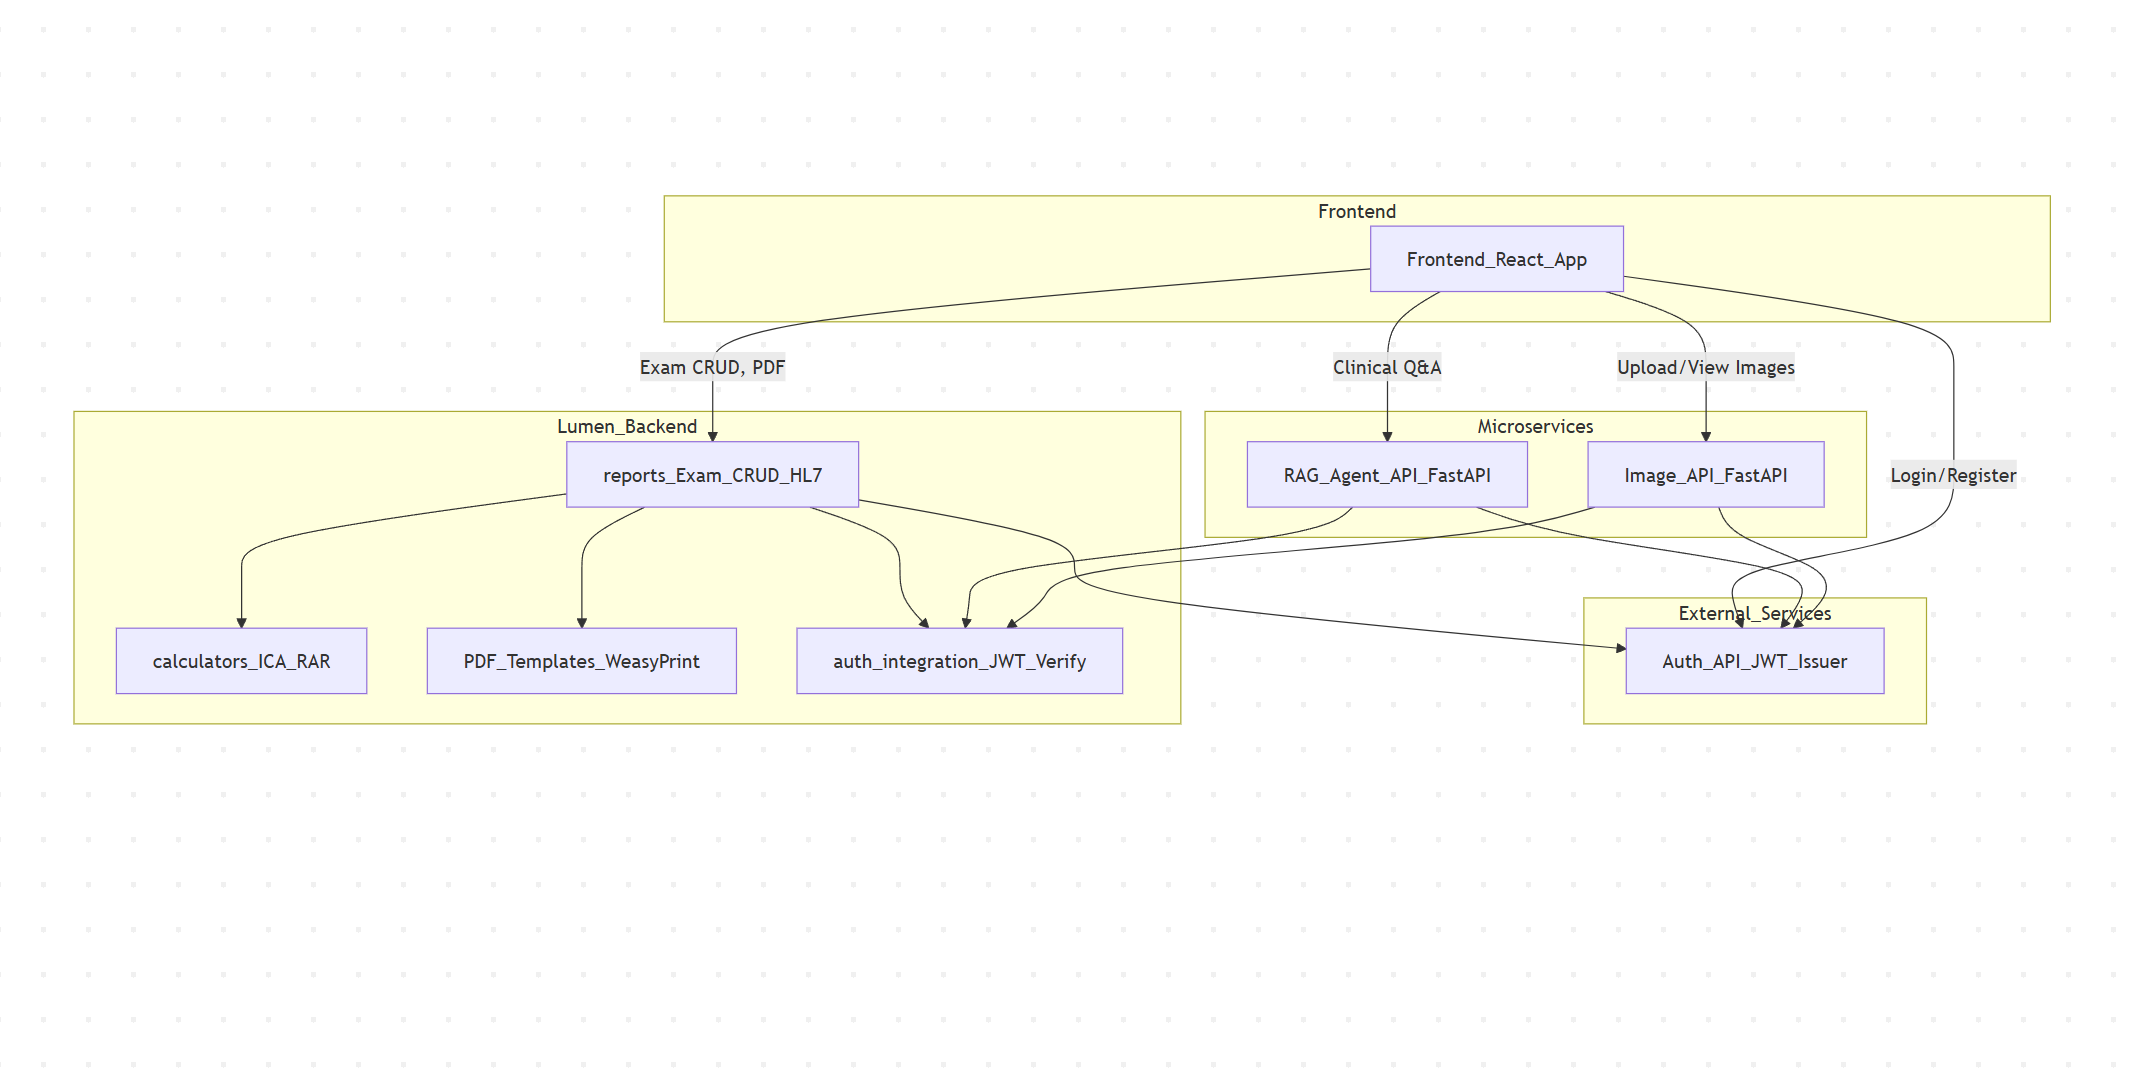 Frontend
Frontend_React_App
Exam CRUD, PDF
Clinical Q&A
Upload/View Images
Lumen_Backend
Microservices
reports_Exam_CRUD_HL7
RAG_Agent_API_FastAPI
Image_API_FastAPI
Login/Register
External_Services
calculators_ICA_RAR
PDF_Templates_WeasyPrint
auth_integration_JWT_Verify
Auth_API_JWT_Issuer